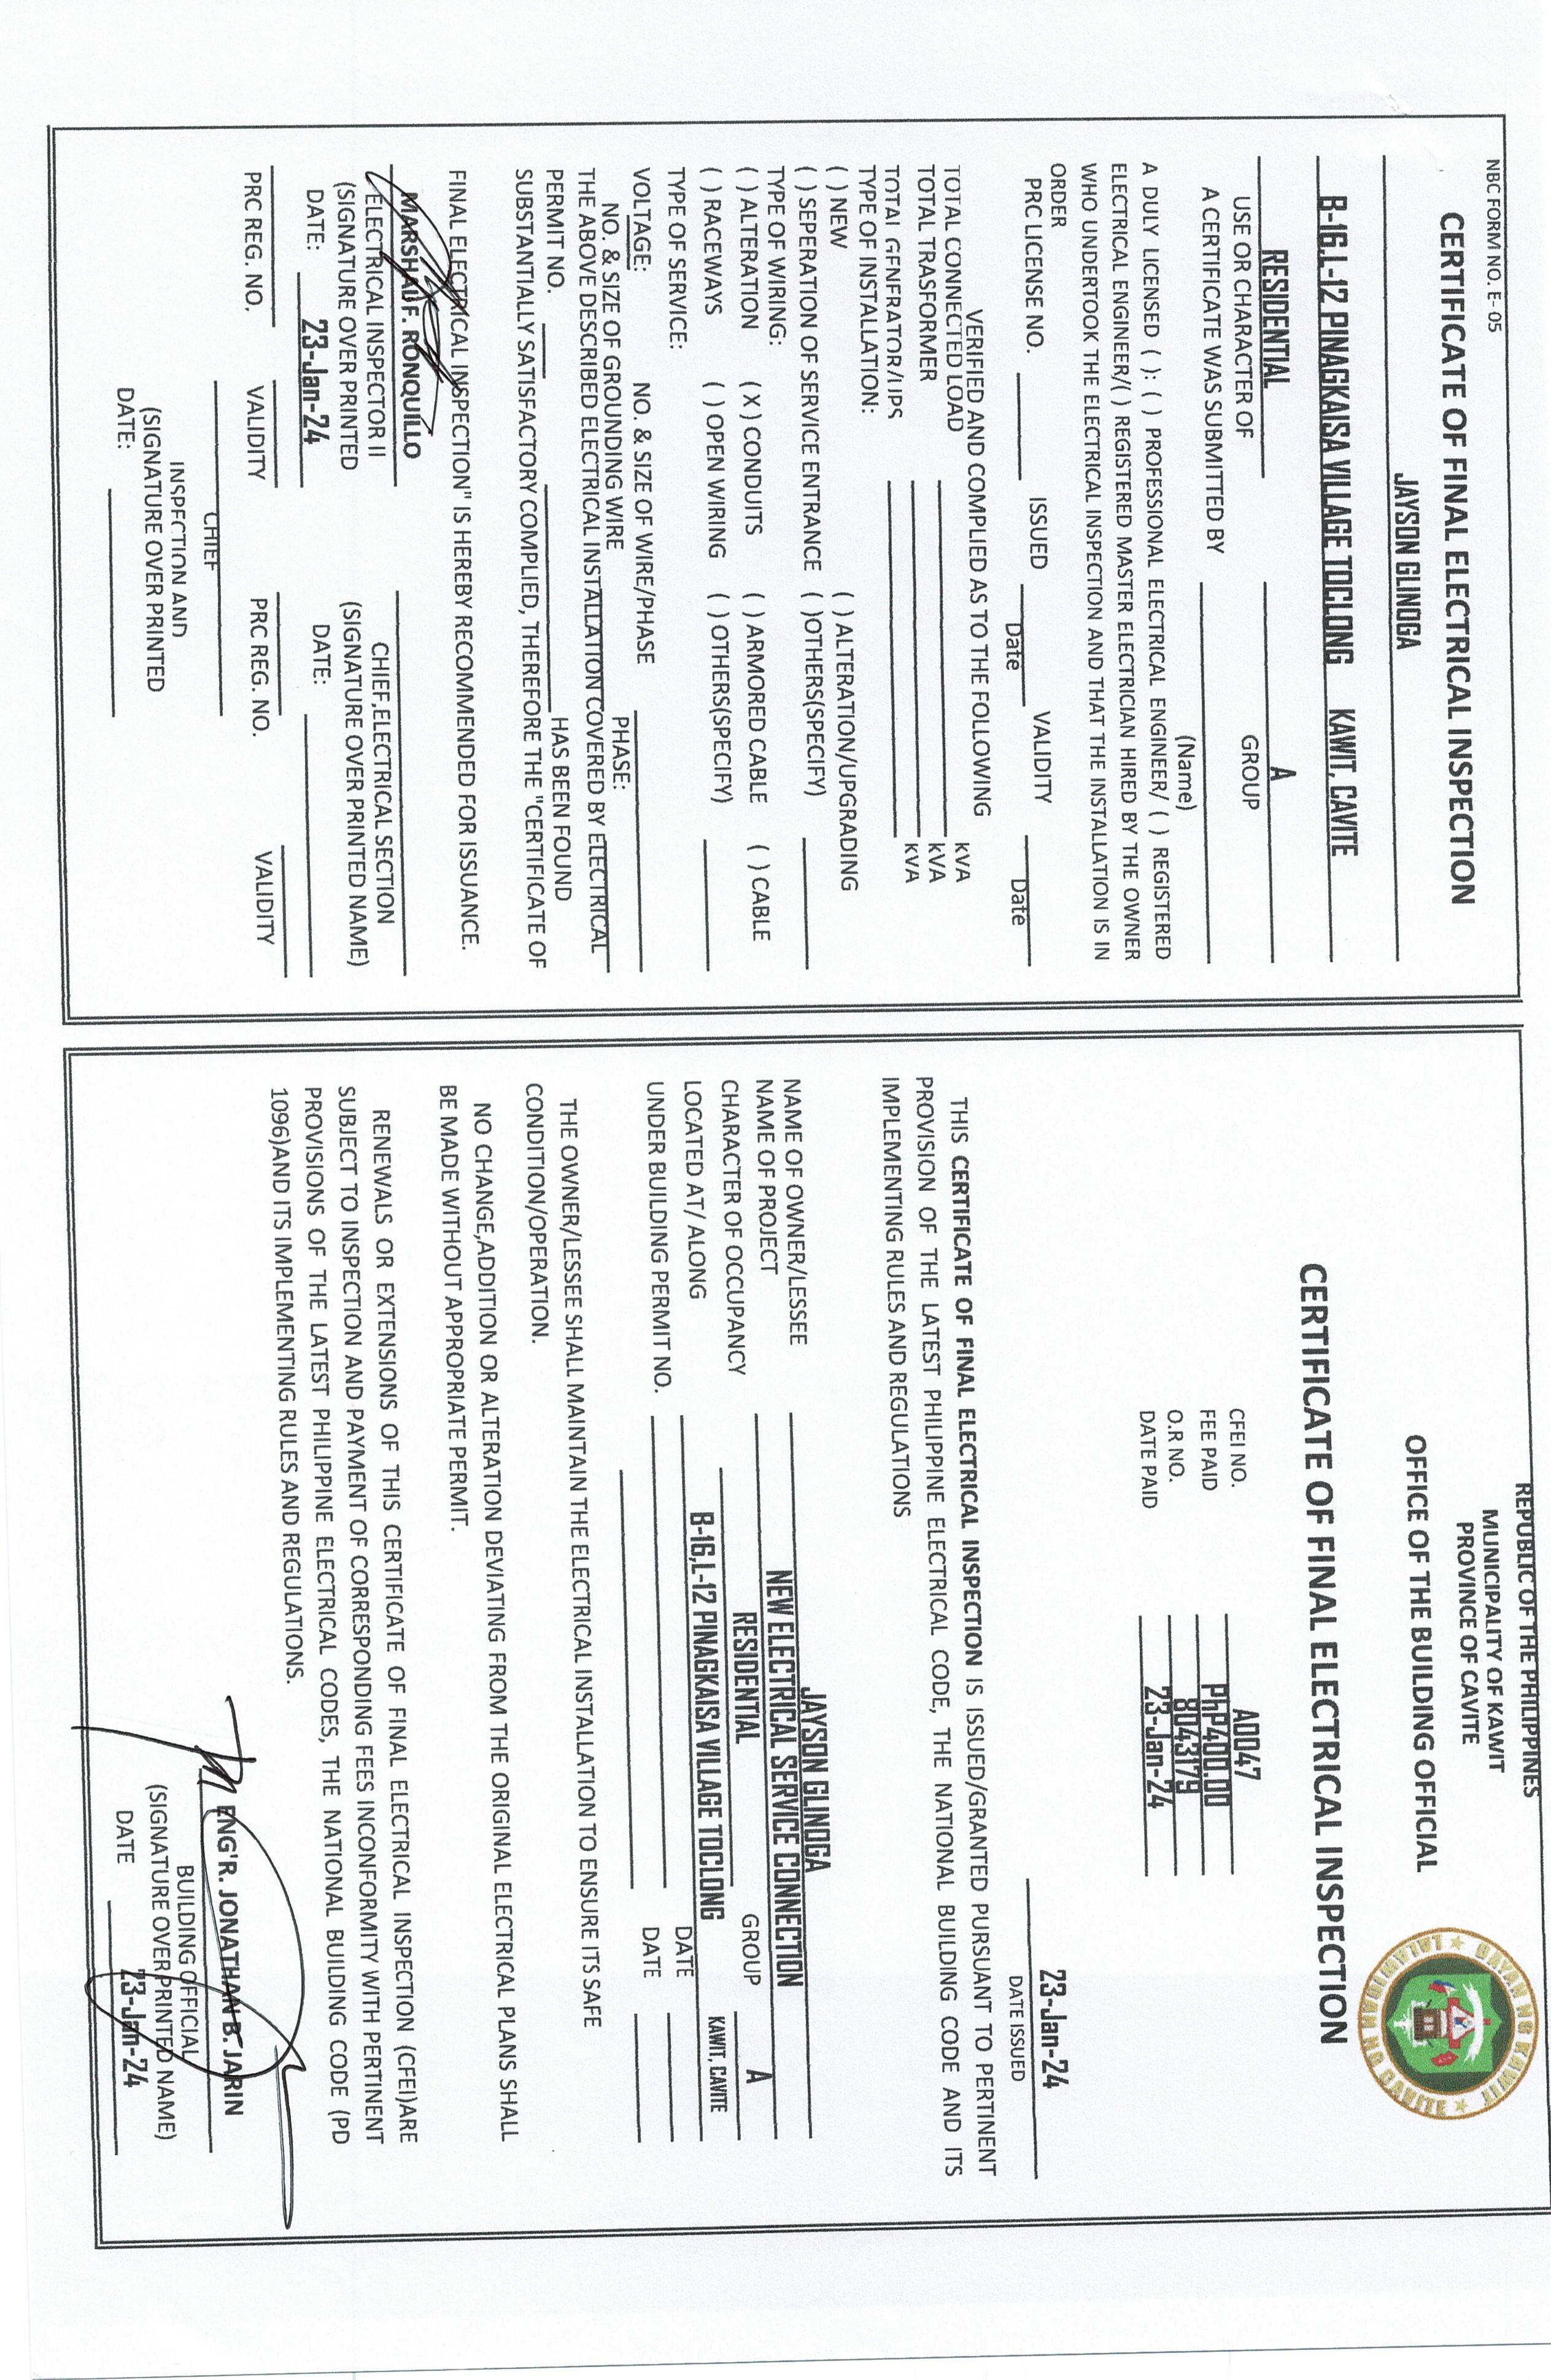 NBC FORM NO. E- 05
CERTIFICATE OF FINAL ELECTRICAL INSPECTION
JAYSON GLINOGA
B-16,L-12 PINAGKAISA VILLAGE TOCLONG KAWIT, CAVITE
RESIDENTIAL A
USE OR CHARACTER OF GROUP
A CERTIFICATE WAS SUBMITTED BY
(Name)
A DULY LICENSED ( ): ( ) PROFESSIONAL ELECTRICAL ENGINEER/ ( ) REGISTERED
ELECTRICAL ENGINEER/( ) REGISTERED MASTER ELECTRICIAN HIRED BY THE OWNER
WHO UNDERTOOK THE ELECTRICAL INSPECTION AND THAT THE INSTALLATION IS IN
ORDER
PRC LICENSE NO. ISSUED VALIDITY
Date Date
VERIFIED AND COMPLIED AS TO THE FOLLOWING
TOTAL CONNECTED LOAD kVA
TOTAL TRASFORMER kVA
TOTAL GENERATOR/UPS kVA
TYPE OF INSTALLATION:
( ) NEW ( ) ALTERATION/UPGRADING
( ) SEPERATION OF SERVICE ENTRANCE ( )OTHERS(SPECIFY)
TYPE OF WIRING:
( ) ALTERATION (X) CONDUITS ( ) ARMORED CABLE ( ) CABLE
( ) RACEWAYS ( ) OPEN WIRING ( ) OTHERS(SPECIFY)
TYPE OF SERVICE:
VOLTAGE: NO. & SIZE OF WIRE/PHASE PHASE:
NO. & SIZE OF GROUNDING WIRE
THE ABOVE DESCRIBED ELECTRICAL INSTALLATION COVERED BY ELECTRICAL
PERMIT NO. HAS BEEN FOUND
SUBSTANTIALLY SATISFACTORY COMPLIED, THEREFORE THE "CERTIFICATE OF
FINAL ELECTRICAL INSPECTION" IS HEREBY RECOMMENDED FOR ISSUANCE.
F. RONQUILLO
ELECTRICAL INSPECTOR II CHIEF,ELECTRICAL SECTION
(SIGNATURE OVER PRINTED (SIGNATURE OVER PRINTED NAME)
DATE: 23-Jan-24 DATE:
PRC REG. NO. VALIDITY PRC REG. NO. VALIDITY
CHIEF
INSPECTION AND
(SIGNATURE OVER PRINTED
DATE:
REPUBLIC OF THE PHILIPPINES
MUNICIPALITY OF KAWIT
PROVINCE OF CAVITE
OFFICE OF THE BUILDING OFFICIAL
BAYAN NG KAWIT
LALAWIGAN NG CAVITE
CERTIFICATE OF FINAL ELECTRICAL INSPECTION
CFEI NO. A0047
FEE PAID PhP400.00
O.R NO. 8043179
DATE PAID 23-Jan-24
23-Jan-24
DATE ISSUED
THIS CERTIFICATE OF FINAL ELECTRICAL INSPECTION IS ISSUED/GRANTED PURSUANT TO PERTINENT
PROVISION OF THE LATEST PHILIPPINE ELECTRICAL CODE, THE NATIONAL BUILDING CODE AND ITS
IMPLEMENTING RULES AND REGULATIONS
NAME OF OWNER/LESSEE JAYSON GLINOGA
NAME OF PROJECT NEW ELECTRICAL SERVICE CONNECTION
CHARACTER OF OCCUPANCY RESIDENTIAL GROUP A
LOCATED AT/ ALONG B-16,L-12 PINAGKAISA VILLAGE TOCLONG KAWIT, CAVITE
DATE
UNDER BUILDING PERMIT NO. DATE
THE OWNER/LESSEE SHALL MAINTAIN THE ELECTRICAL INSTALLATION TO ENSURE ITS SAFE
CONDITION/OPERATION.
NO CHANGE,ADDITION OR ALTERATION DEVIATING FROM THE ORIGINAL ELECTRICAL PLANS SHALL
BE MADE WITHOUT APPROPRIATE PERMIT.
RENEWALS OR EXTENSIONS OF THIS CERTIFICATE OF FINAL ELECTRICAL INSPECTION (CFEI)ARE
SUBJECT TO INSPECTION AND PAYMENT OF CORRESPONDING FEES INCONFORMITY WITH PERTINENT
PROVISIONS OF THE LATEST PHILIPPINE ELECTRICAL CODES, THE NATIONAL BUILDING CODE (PD
1096)AND ITS IMPLEMENTING RULES AND REGULATIONS.
ENG'R. JONATHAN B. JARIN
BUILDING OFFICIAL
(SIGNATURE OVER PRINTED NAME)
DATE 23-Jan-24